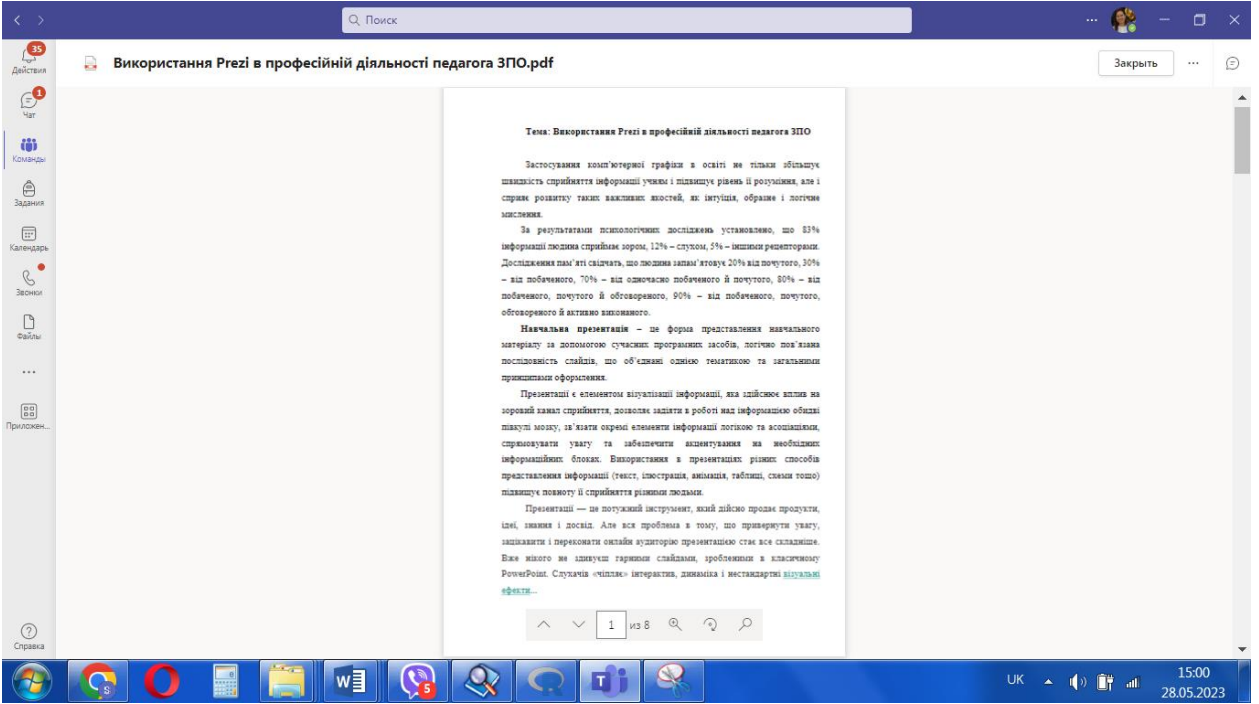 Поиск
35
Действия
1
Чат
Команды
Задания
Календарь
Звонки
Файлы
Приложен...
Справка
Використання Prezi в професійній діяльності педагога ЗПО.pdf
Закрыть
Тема: Використання Prezi в професійній діяльності педагога ЗПО
Застосування комп'ютерної графіки в освіті не тільки збільшує
швидкість сприйняття інформації учням і підвищує рівень її розуміння, але і
сприяє розвитку таких важливих якостей, як інтуїція, образне і логічне
мислення.
За результатами психологічних досліджень установлено, що 83%
інформації людина сприймає зором, 12% – слухом, 5% – іншими рецепторами.
Дослідження пам'яті свідчать, що людина запам'ятовує 20% від почутого, 30%
– від побаченого, 70% – від одночасно побаченого й почутого, 80% – від
побаченого, почутого й обговореного, 90% – від побаченого, почутого,
обговореного й активно виконаного.
Навчальна презентація – це форма представлення навчального
матеріалу за допомогою сучасних програмних засобів, логічно пов'язана
послідовність слайдів, що об'єднані однією тематикою та загальними
принципами оформлення.
Презентації є елементом візуалізації інформації, яка здійснює вплив на
зоровий канал сприйняття, дозволяє задіяти в роботі над інформацією обидві
півкулі мозку, зв'язати окремі елементи інформації логікою та асоціаціями,
спрямовувати увагу та забезпечити акцентування на необхідних
інформаційних блоках. Використання в презентаціях різних способів
представлення інформації (текст, ілюстрація, анімація, таблиці, схеми тощо)
підвищує повноту її сприйняття різними людьми.
Презентації — це потужний інструмент, який дійсно продає продукти,
ідеї, знання і досвід. Але вся проблема в тому, що привернути увагу,
зацікавити і переконати онлайн аудиторію презентацією стає все складніше.
Вже нікого не здивуєш гарними слайдами, зробленими в класичному
PowerPoint. Слухачів «чіпляє» інтерактив, динаміка і нестандартні візуальні
ефекти...
1 из 8
5
UK
15:00
28.05.2023